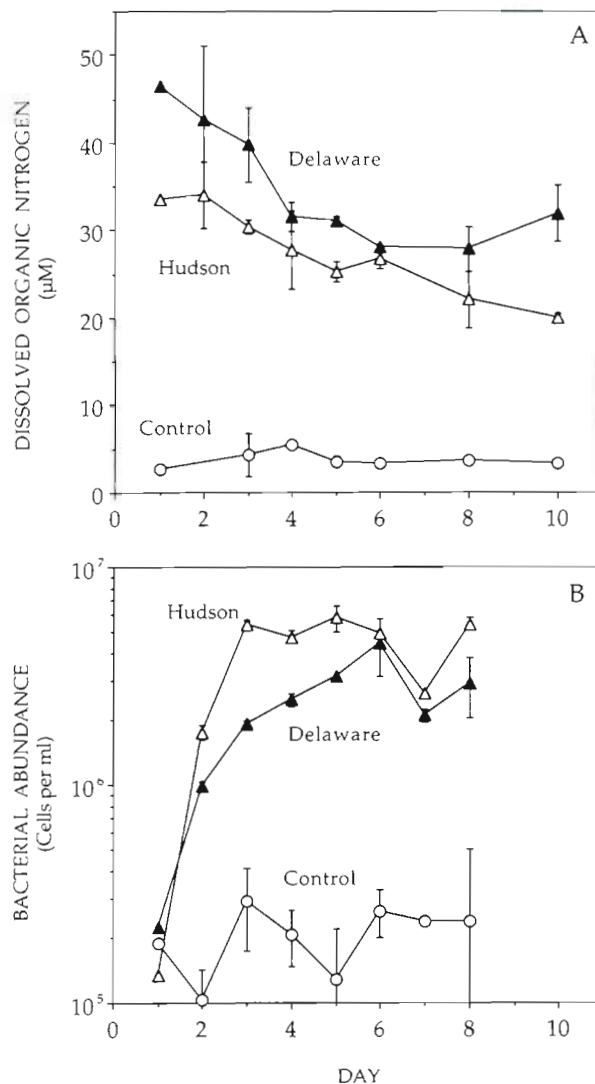 A
DISSOLVED ORGANIC NITROGEN
(µM)
50
40
30
20
10
0
Delaware
Hudson
Control
0 2 4 6 8 10
B
BACTERIAL ABUNDANCE
(Cells per ml)
10⁷
10⁶
10⁵
Hudson
Delaware
Control
0 2 4 6 8 10
DAY